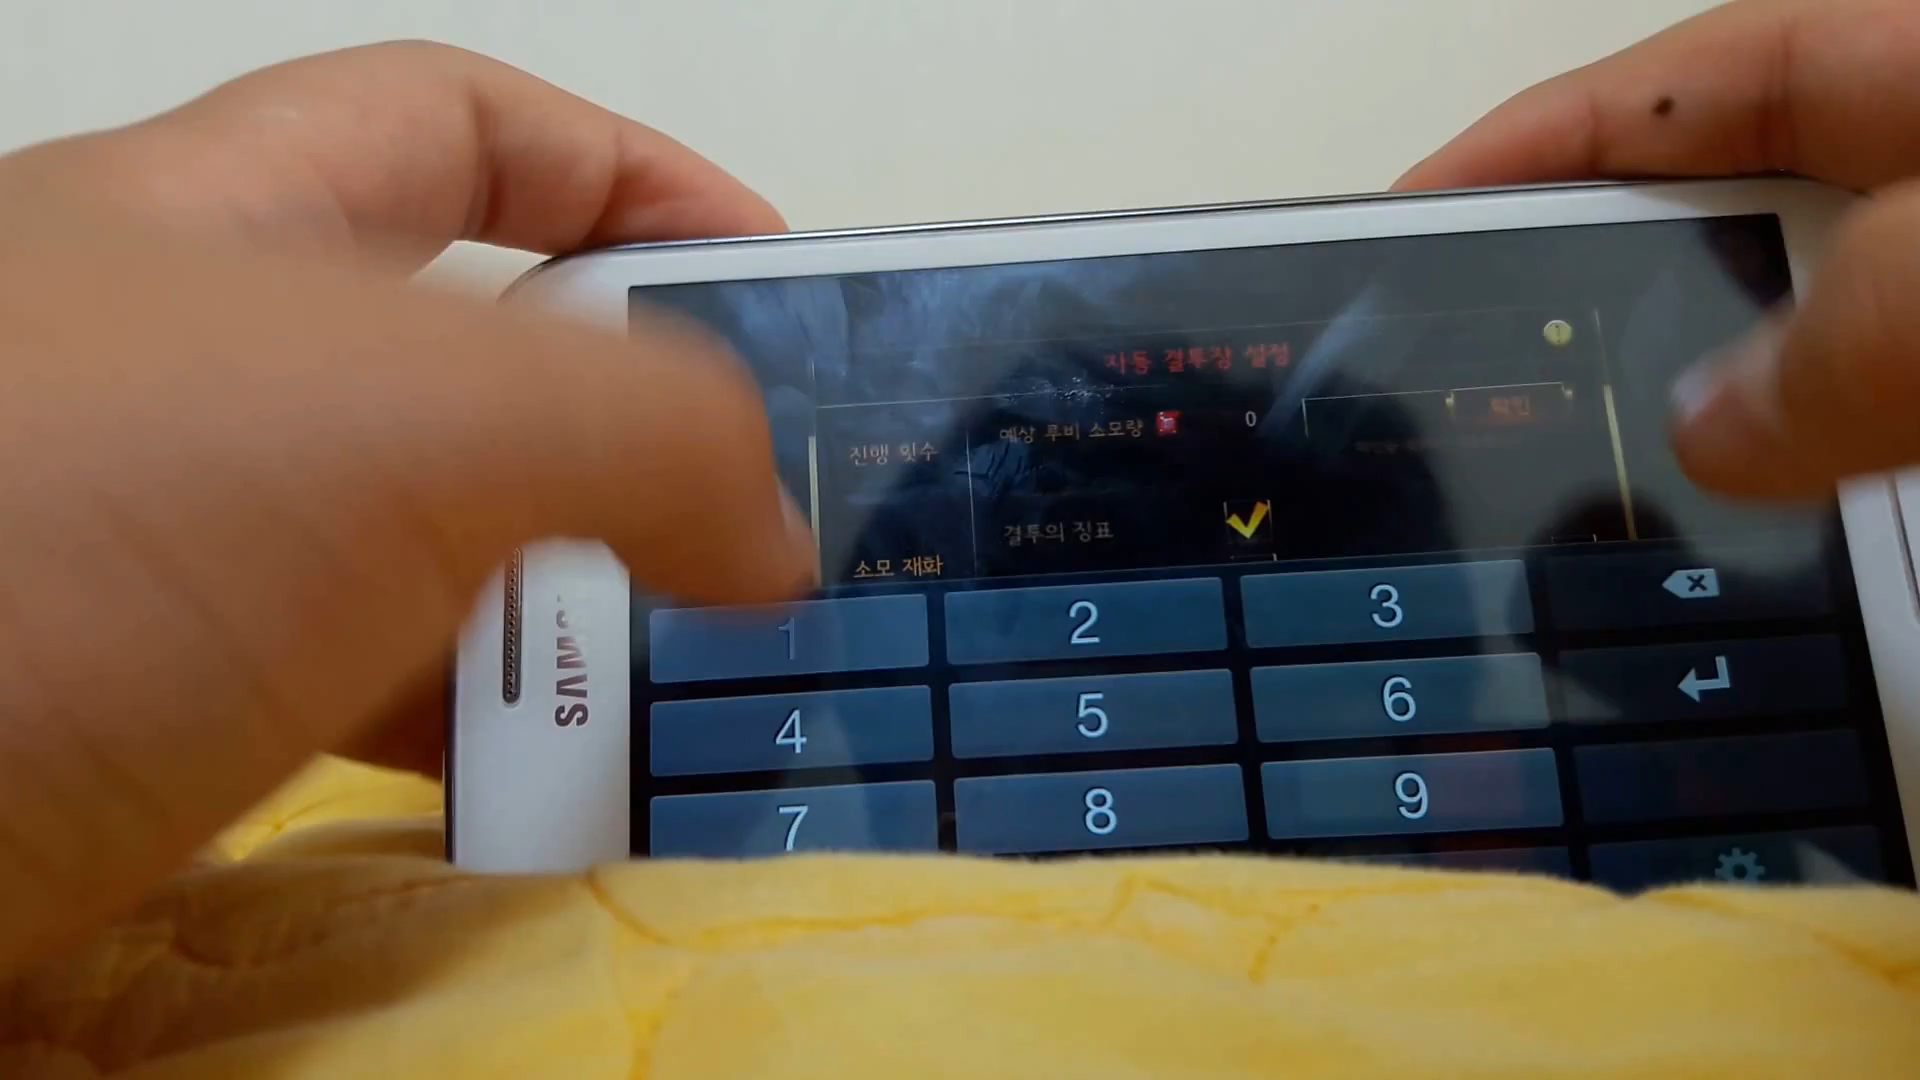 자동 결투장 설정
예상 루비 소모량 0
확인
진행 횟수
결투의 징표
소모 재화
1 2 3
4 5 6
7 8 9
SAMS